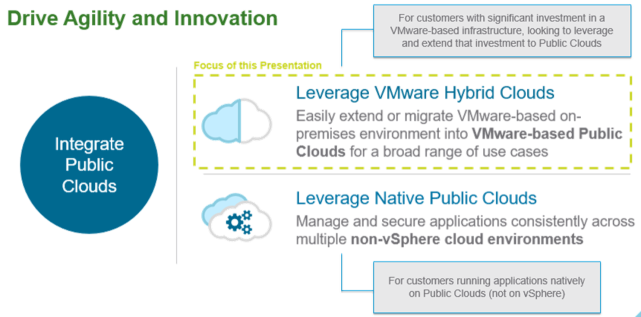 Drive Agility and Innovation
For customers with significant investment in a
VMware-based infrastructure, looking to leverage
and extend that investment to Public Clouds
Focus of this Presentation
Integrate
Public
Clouds
Leverage VMware Hybrid Clouds
Easily extend or migrate VMware-based on-
premises environment into VMware-based Public
Clouds for a broad range of use cases
Leverage Native Public Clouds
Manage and secure applications consistently across
multiple non-vSphere cloud environments
For customers running applications natively
on Public Clouds (not on vSphere)